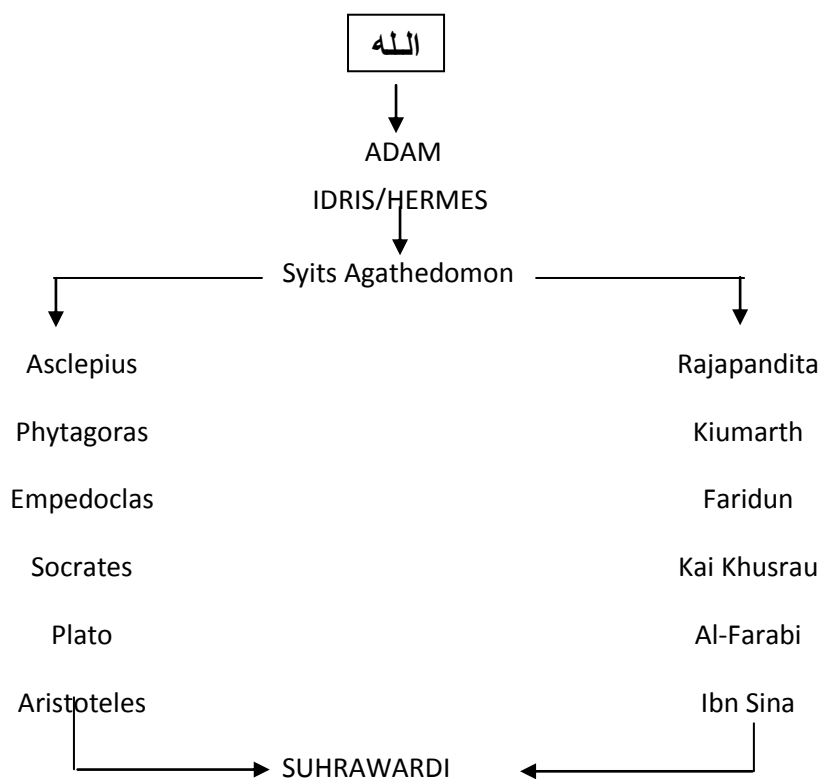 الله
ADAM
IDRIS/HERMES
Syits Agathedomon
Asclepius
Rajapandita
Phytagoras
Kiumarth
Empedoclas
Faridun
Socrates
Kai Khusrau
Plato
Al-Farabi
Aristoteles
Ibn Sina
SUHRAWARDI